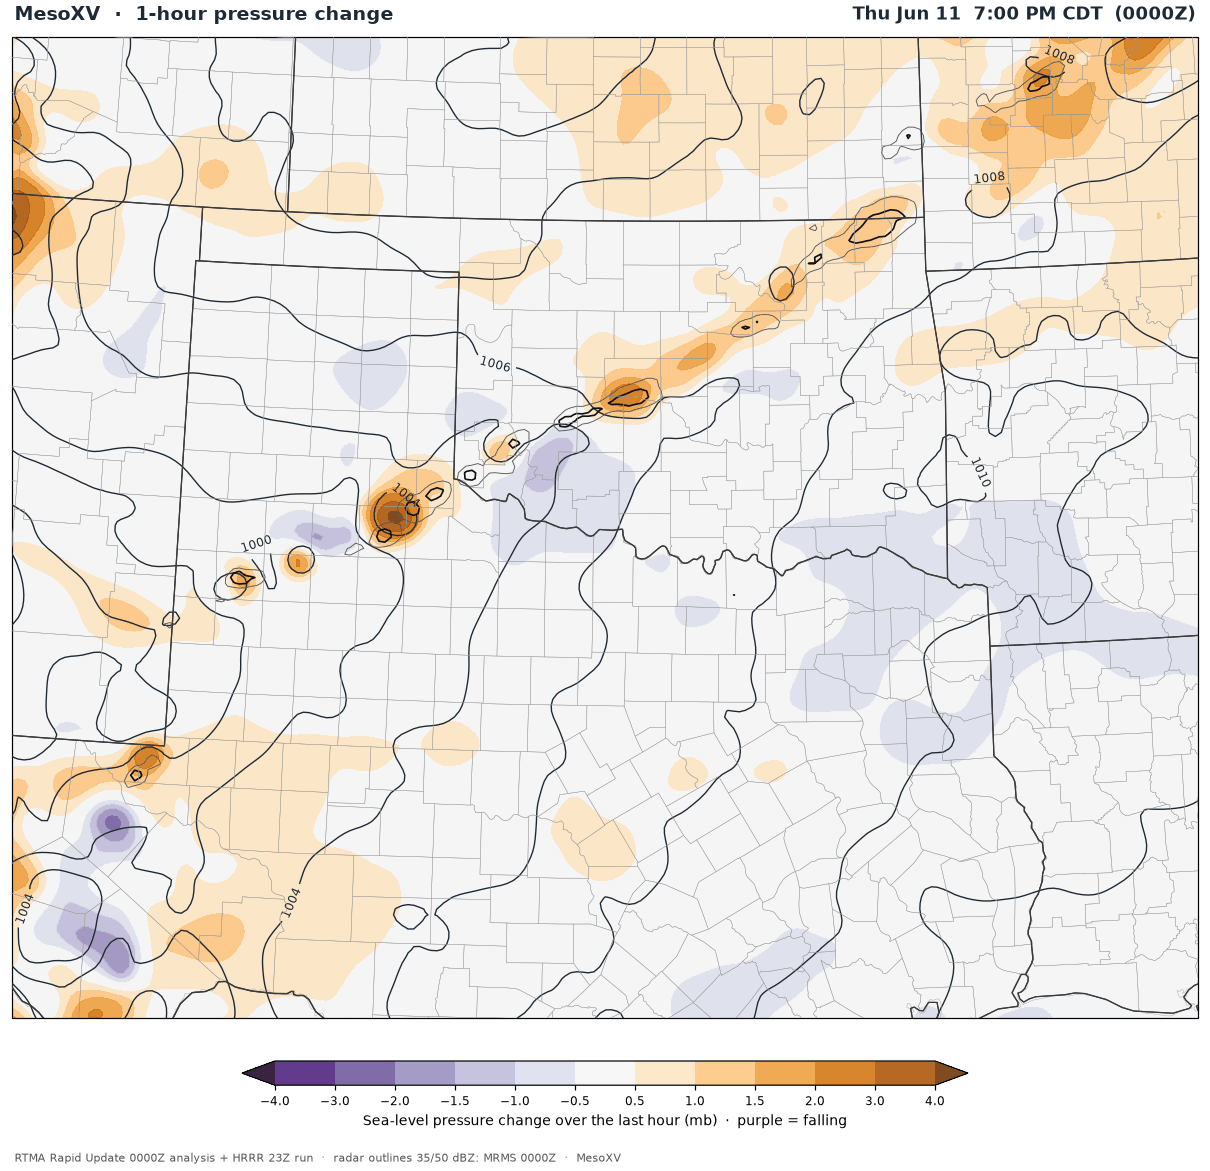 MesoXV · 1-hour pressure change
Thu Jun 11 7:00 PM CDT (0000Z)
1008
1008
1006
1004
1010
1000
1004
1004
−4.0 −3.0 −2.0 −1.5 −1.0 −0.5 0.5 1.0 1.5 2.0 3.0 4.0
Sea-level pressure change over the last hour (mb) · purple = falling
RTMA Rapid Update 0000Z analysis + HRRR 23Z run · radar outlines 35/50 dBZ: MRMS 0000Z · MesoXV